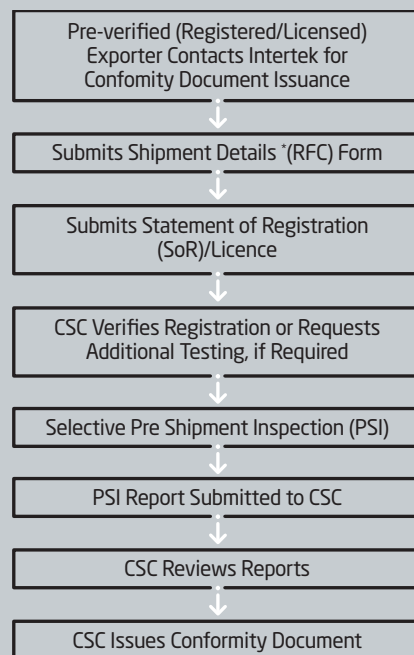 Pre-verified (Registered/Licensed)
Exporter Contacts Intertek for
Confomity Document Issuance
Submits Shipment Details *(RFC) Form
Submits Statement of Registration
(SoR)/Licence
CSC Verifies Registration or Requests
Additional Testing, if Required
Selective Pre Shipment Inspection (PSI)
PSI Report Submitted to CSC
CSC Reviews Reports
CSC Issues Conformity Document